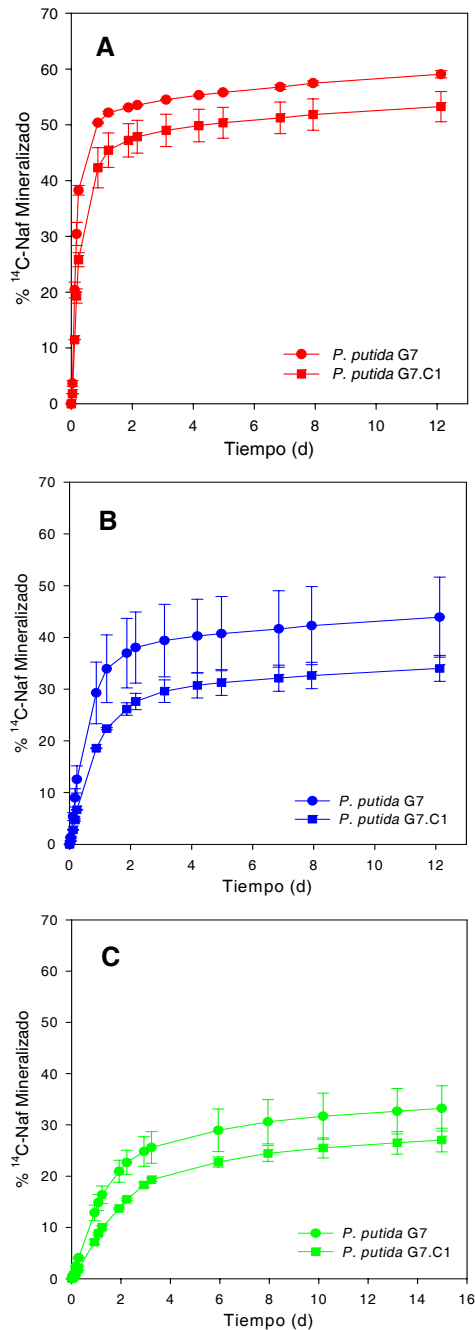 A
70
60
50
40
30
20
10
0
% ¹⁴C-Naf Mineralizado
P. putida G7
P. putida G7.C1
0 2 4 6 8 10 12
Tiempo (d)
B
70
60
50
40
30
20
10
0
% ¹⁴C-Naf Mineralizado
P. putida G7
P. putida G7.C1
0 2 4 6 8 10 12
Tiempo (d)
C
70
60
50
40
30
20
10
0
% ¹⁴C-Naf Mineralizado
P. putida G7
P. putida G7.C1
0 2 4 6 8 10 12 14 16
Tiempo (d)